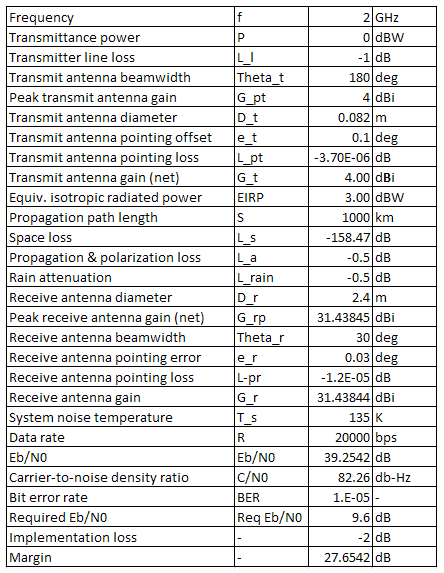 Frequency f 2 GHz
Transmittance power P 0 dBW
Transmitter line loss L_l -1 dB
Transmit antenna beamwidth Theta_t 180 deg
Peak transmit antenna gain G_pt 4 dBi
Transmit antenna diameter D_t 0.082 m
Transmit antenna pointing offset e_t 0.1 deg
Transmit antenna pointing loss L_pt -3.70E-06 dB
Transmit antenna gain (net) G_t 4.00 dBi
Equiv. isotropic radiated power EIRP 3.00 dBW
Propagation path length S 1000 km
Space loss L_s -158.47 dB
Propagation & polarization loss L_a -0.5 dB
Rain attenuation L_rain -0.5 dB
Receive antenna diameter D_r 2.4 m
Peak receive antenna gain (net) G_rp 31.43845 dBi
Receive antenna beamwidth Theta_r 30 deg
Receive antenna pointing error e_r 0.03 deg
Receive antenna pointing loss L-pr -1.2E-05 dB
Receive antenna gain G_r 31.43844 dBi
System noise temperature T_s 135 K
Data rate R 20000 bps
Eb/N0 Eb/N0 39.2542 dB
Carrier-to-noise density ratio C/N0 82.26 db-Hz
Bit error rate BER 1.E-05 -
Required Eb/N0 Req Eb/N0 9.6 dB
Implementation loss - -2 dB
Margin - 27.6542 dB